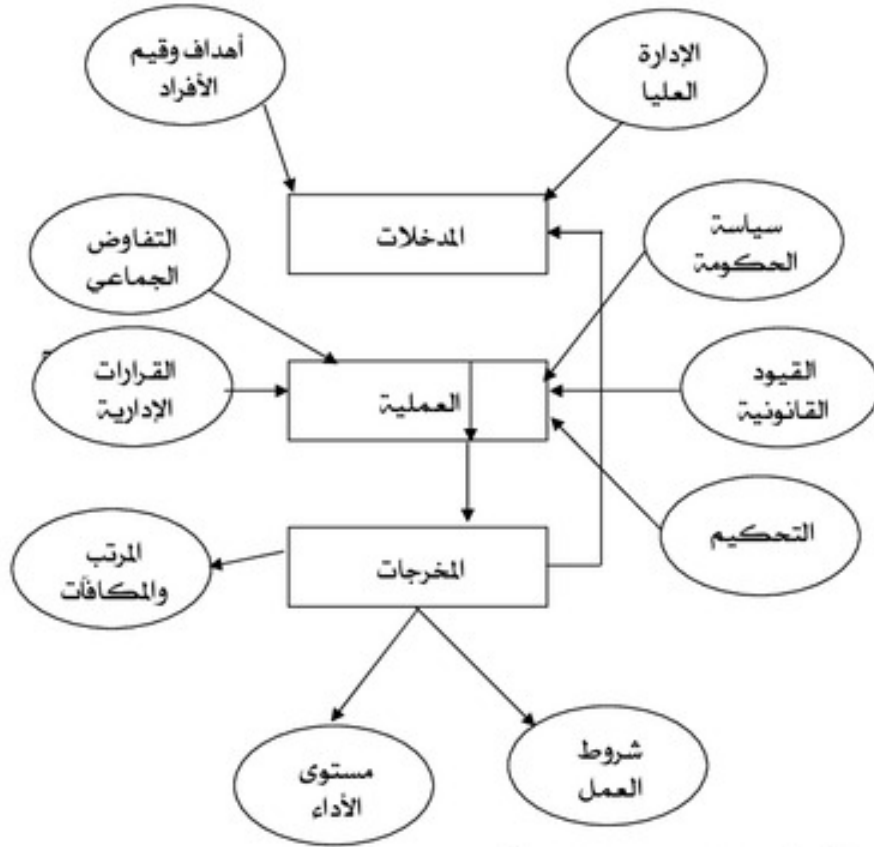 الإدارة
العليا
أهداف وقيم
الأفراد
المدخلات
سياسة
الحكومة
التفاوض
الجماعي
القيود
القانونية
العملية
القرارات
الإدارية
التحكيم
المخرجات
المرتب
والمكافآت
شروط
العمل
مستوى
الأداء